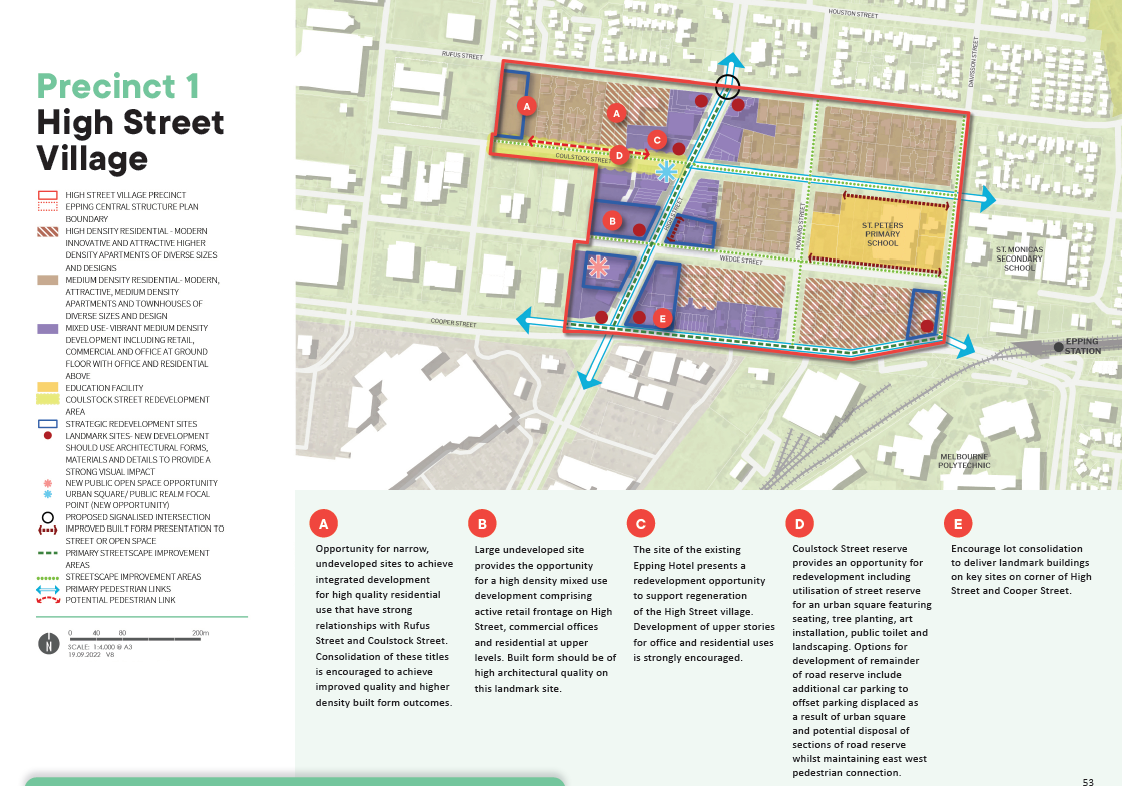 Precinct 1
High Street
Village
HIGH STREET VILLAGE PRECINCT
EPPING CENTRAL STRUCTURE PLAN
BOUNDARY
HIGH DENSITY RESIDENTIAL - MODERN
INNOVATIVE AND ATTRACTIVE HIGHER
DENSITY APARTMENTS OF DIVERSE SIZES
AND DESIGNS
MEDIUM DENSITY RESIDENTIAL- MODERN,
ATTRACTIVE, MEDIUM DENSITY
APARTMENTS AND TOWNHOUSES OF
DIVERSE SIZES AND DESIGN
MIXED USE- VIBRANT MEDIUM DENSITY
DEVELOPMENT INCLUDING RETAIL,
COMMERCIAL AND OFFICE AT GROUND
FLOOR WITH OFFICE AND RESIDENTIAL
ABOVE
EDUCATION FACILITY
COULSTOCK STREET REDEVELOPMENT
AREA
STRATEGIC REDEVELOPMENT SITES
LANDMARK SITES- NEW DEVELOPMENT
SHOULD USE ARCHITECTURAL FORMS,
MATERIALS AND DETAILS TO PROVIDE A
STRONG VISUAL IMPACT
NEW PUBLIC OPEN SPACE OPPORTUNITY
URBAN SQUARE/ PUBLIC REALM FOCAL
POINT (NEW OPPORTUNITY)
PROPOSED SIGNALISED INTERSECTION
IMPROVED BUILT FORM PRESENTATION TO
STREET OR OPEN SPACE
PRIMARY STREETSCAPE IMPROVEMENT
AREAS
STREETSCAPE IMPROVEMENT AREAS
PRIMARY PEDESTRIAN LINKS
POTENTIAL PEDESTRIAN LINK
N
0 40 80 200m
SCALE: 1:4,000 @ A3
19.09.2022 V8
HOUSTON STREET
RUFUS STREET
DAVISSON STREET
A
A
C
D
COULSTOCK STREET
B
HIGH STREET
HOWARD STREET
ST. PETERS
PRIMARY
SCHOOL
ST. MONICAS
SECONDARY
SCHOOL
WEDGE STREET
E
COOPER STREET
EPPING
STATION
MELBOURNE
POLYTECHNIC
A
Opportunity for narrow,
undeveloped sites to achieve
integrated development
for high quality residential
use that have strong
relationships with Rufus
Street and Coulstock Street.
Consolidation of these titles
is encouraged to achieve
improved quality and higher
density built form outcomes.
B
Large undeveloped site
provides the opportunity
for a high density mixed use
development comprising
active retail frontage on High
Street, commercial offices
and residential at upper
levels. Built form should be of
high architectural quality on
this landmark site.
C
The site of the existing
Epping Hotel presents a
redevelopment opportunity
to support regeneration
of the High Street village.
Development of upper stories
for office and residential uses
is strongly encouraged.
D
Coulstock Street reserve
provides an opportunity for
redevelopment including
utilisation of street reserve
for an urban square featuring
seating, tree planting, art
installation, public toilet and
landscaping. Options for
development of remainder
of road reserve include
additional car parking to
offset parking displaced as
a result of urban square
and potential disposal of
sections of road reserve
whilst maintaining east west
pedestrian connection.
E
Encourage lot consolidation
to deliver landmark buildings
on key sites on corner of High
Street and Cooper Street.
53